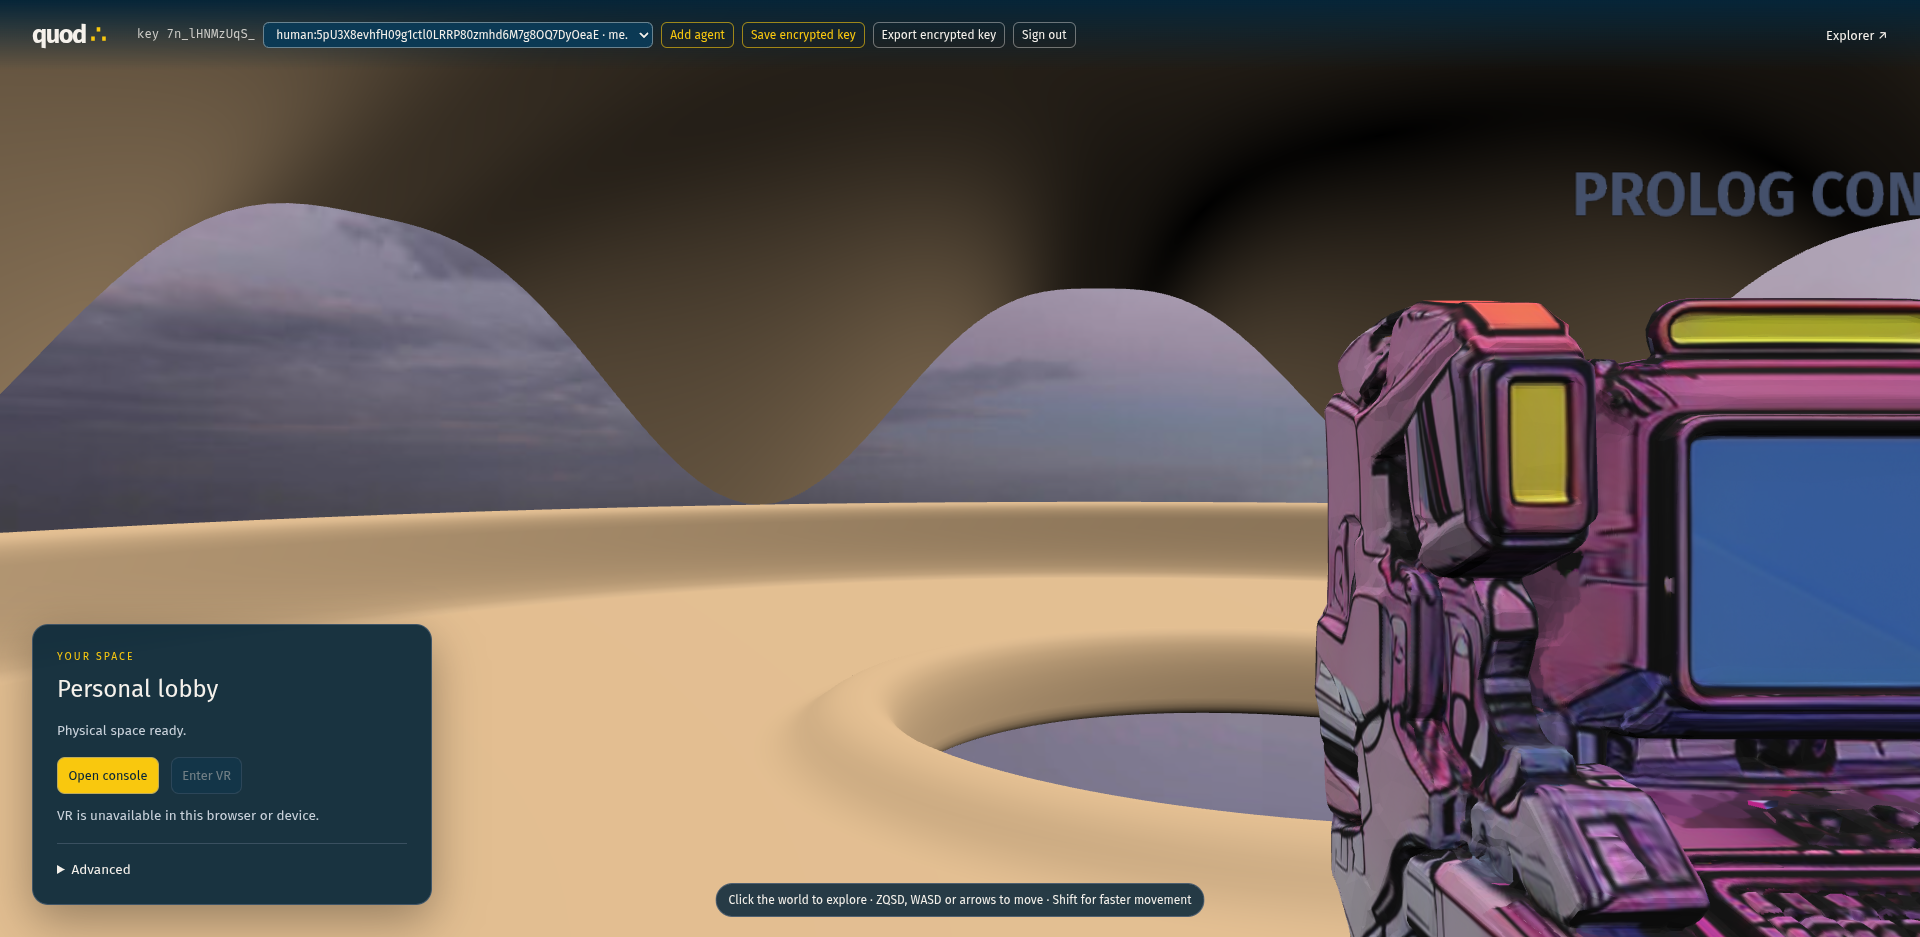 quod
key 7n_lHNMzUqS_
human:5pU3X8evhfH09g1ctl0LRRP80zmhd6M7g8OQ7DyOeaE · me.
Add agent
Save encrypted key
Export encrypted key
Sign out
Explorer ↗
PROLOG CON
YOUR SPACE
Personal lobby
Physical space ready.
Open console
Enter VR
VR is unavailable in this browser or device.
Advanced
Click the world to explore · ZQSD, WASD or arrows to move · Shift for faster movement